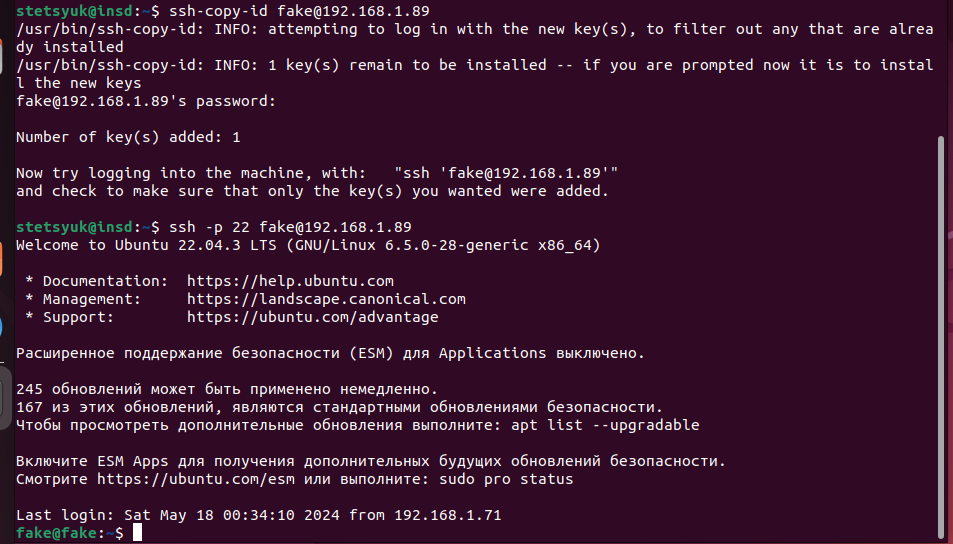 stetsyuk@insd:~$ ssh-copy-id fake@192.168.1.89
/usr/bin/ssh-copy-id: INFO: attempting to log in with the new key(s), to filter out any that are alrea
dy installed
/usr/bin/ssh-copy-id: INFO: 1 key(s) remain to be installed -- if you are prompted now it is to instal
l the new keys
fake@192.168.1.89's password:
Number of key(s) added: 1
Now try logging into the machine, with:   "ssh 'fake@192.168.1.89'"
and check to make sure that only the key(s) you wanted were added.
stetsyuk@insd:~$ ssh -p 22 fake@192.168.1.89
Welcome to Ubuntu 22.04.3 LTS (GNU/Linux 6.5.0-28-generic x86_64)
 * Documentation:  https://help.ubuntu.com
 * Management:     https://landscape.canonical.com
 * Support:        https://ubuntu.com/advantage
Расширенное поддержание безопасности (ESM) для Applications выключено.
245 обновлений может быть применено немедленно.
167 из этих обновлений, являются стандартными обновлениями безопасности.
Чтобы просмотреть дополнительные обновления выполните: apt list --upgradable
Включите ESM Apps для получения дополнительных будущих обновлений безопасности.
Смотрите https://ubuntu.com/esm или выполните: sudo pro status
Last login: Sat May 18 00:34:10 2024 from 192.168.1.71
fake@fake:~$